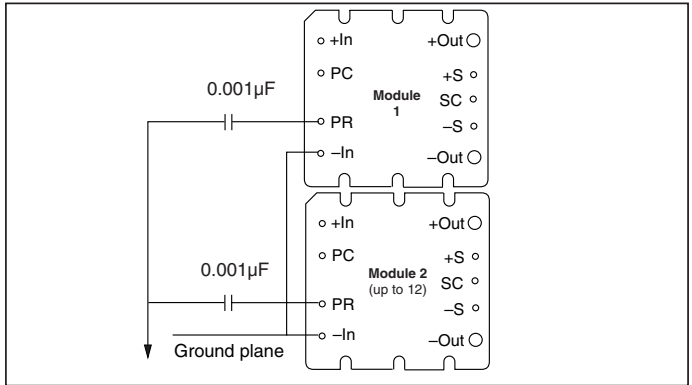 +In +Out
PC +S
0.001µF Module SC
1
PR –S
–In –Out
+In +Out
PC +S
0.001µF Module 2 SC
(up to 12)
PR –S
–In –Out
Ground plane